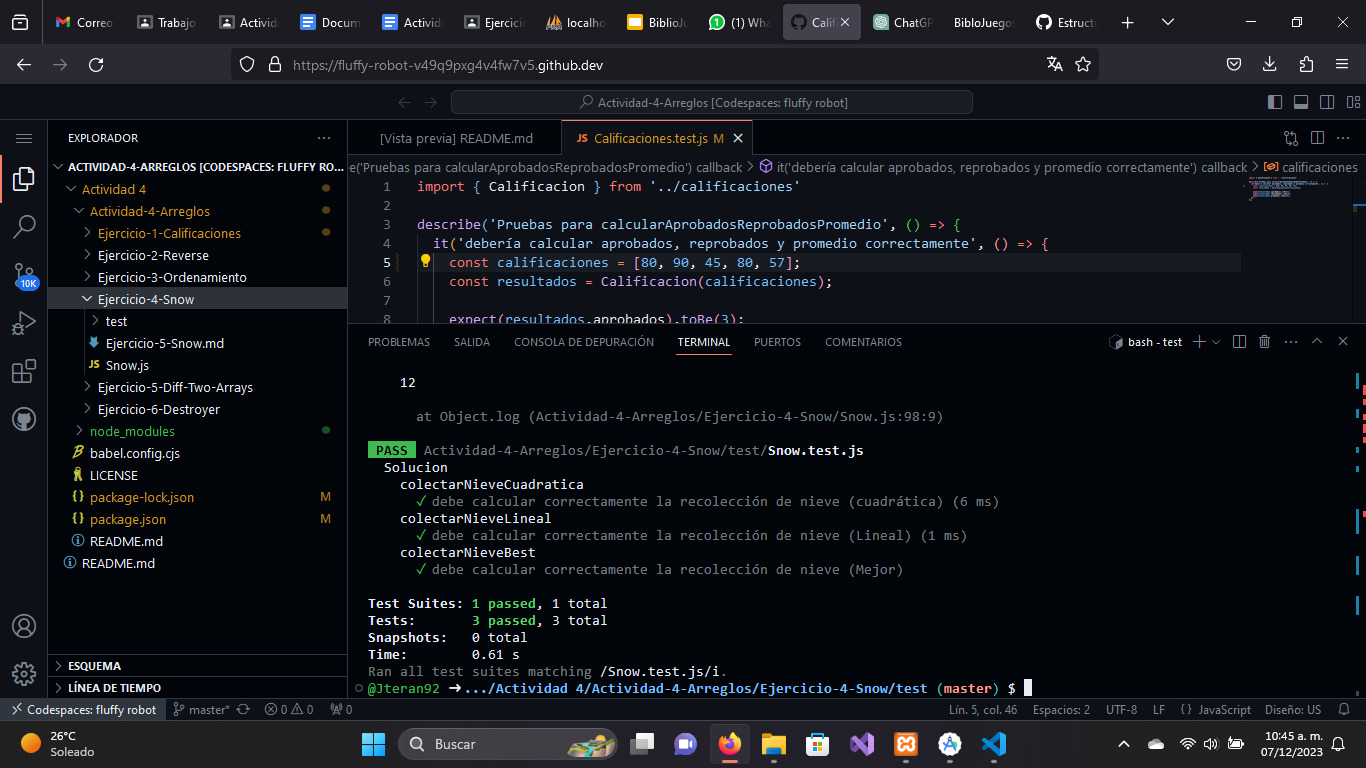 Correo
Trabajo
Activid
Docum
Activid
Ejercici
localho
BiblioJu
(1) Wha
Calif
ChatGP
BibloJuegos
Estructu
https://fluffy-robot-v49q9pxg4v4fw7v5.github.dev
Actividad-4-Arreglos [Codespaces: fluffy robot]
EXPLORADOR
ACTIVIDAD-4-ARREGLOS [CODESPACES: FLUFFY RO...
Actividad 4
Actividad-4-Arreglos
Ejercicio-1-Calificaciones
Ejercicio-2-Reverse
Ejercicio-3-Ordenamiento
Ejercicio-4-Snow
test
Ejercicio-5-Snow.md
JS Snow.js
Ejercicio-5-Diff-Two-Arrays
Ejercicio-6-Destroyer
node_modules
babel.config.cjs
LICENSE
{} package-lock.json M
{} package.json M
README.md
README.md
ESQUEMA
LÍNEA DE TIEMPO
10K
[Vista previa] README.md
JS Calificaciones.test.js M
e('Pruebas para calcularAprobadosReprobadosPromedio') callback > it('debería calcular aprobados, reprobados y promedio correctamente') callback > calificaciones
1 import { Calificacion } from '../calificaciones'
2
3 describe('Pruebas para calcularAprobadosReprobadosPromedio', () => {
4 it('debería calcular aprobados, reprobados y promedio correctamente', () => {
5 const calificaciones = [80, 90, 45, 80, 57];
6 const resultados = Calificacion(calificaciones);
7
8 expect(resultados.aprobados).toBe(3);
PROBLEMAS SALIDA CONSOLA DE DEPURACIÓN TERMINAL PUERTOS COMENTARIOS
bash - test
12
at Object.log (Actividad-4-Arreglos/Ejercicio-4-Snow/Snow.js:98:9)
PASS Actividad-4-Arreglos/Ejercicio-4-Snow/test/Snow.test.js
Solucion
colectarNieveCuadratica
✓ debe calcular correctamente la recolección de nieve (cuadrática) (6 ms)
colectarNieveLineal
✓ debe calcular correctamente la recolección de nieve (Lineal) (1 ms)
colectarNieveBest
✓ debe calcular correctamente la recolección de nieve (Mejor)
Test Suites: 1 passed, 1 total
Tests: 3 passed, 3 total
Snapshots: 0 total
Time: 0.61 s
Ran all test suites matching /Snow.test.js/i.
@Jteran92 ➜.../Actividad 4/Actividad-4-Arreglos/Ejercicio-4-Snow/test (master) $
Codespaces: fluffy robot
master*
0 0
0
Lín. 5, col. 46
Espacios: 2
UTF-8
LF
{} JavaScript
Diseño: US
26°C
Soleado
Buscar
10:45 a. m.
07/12/2023